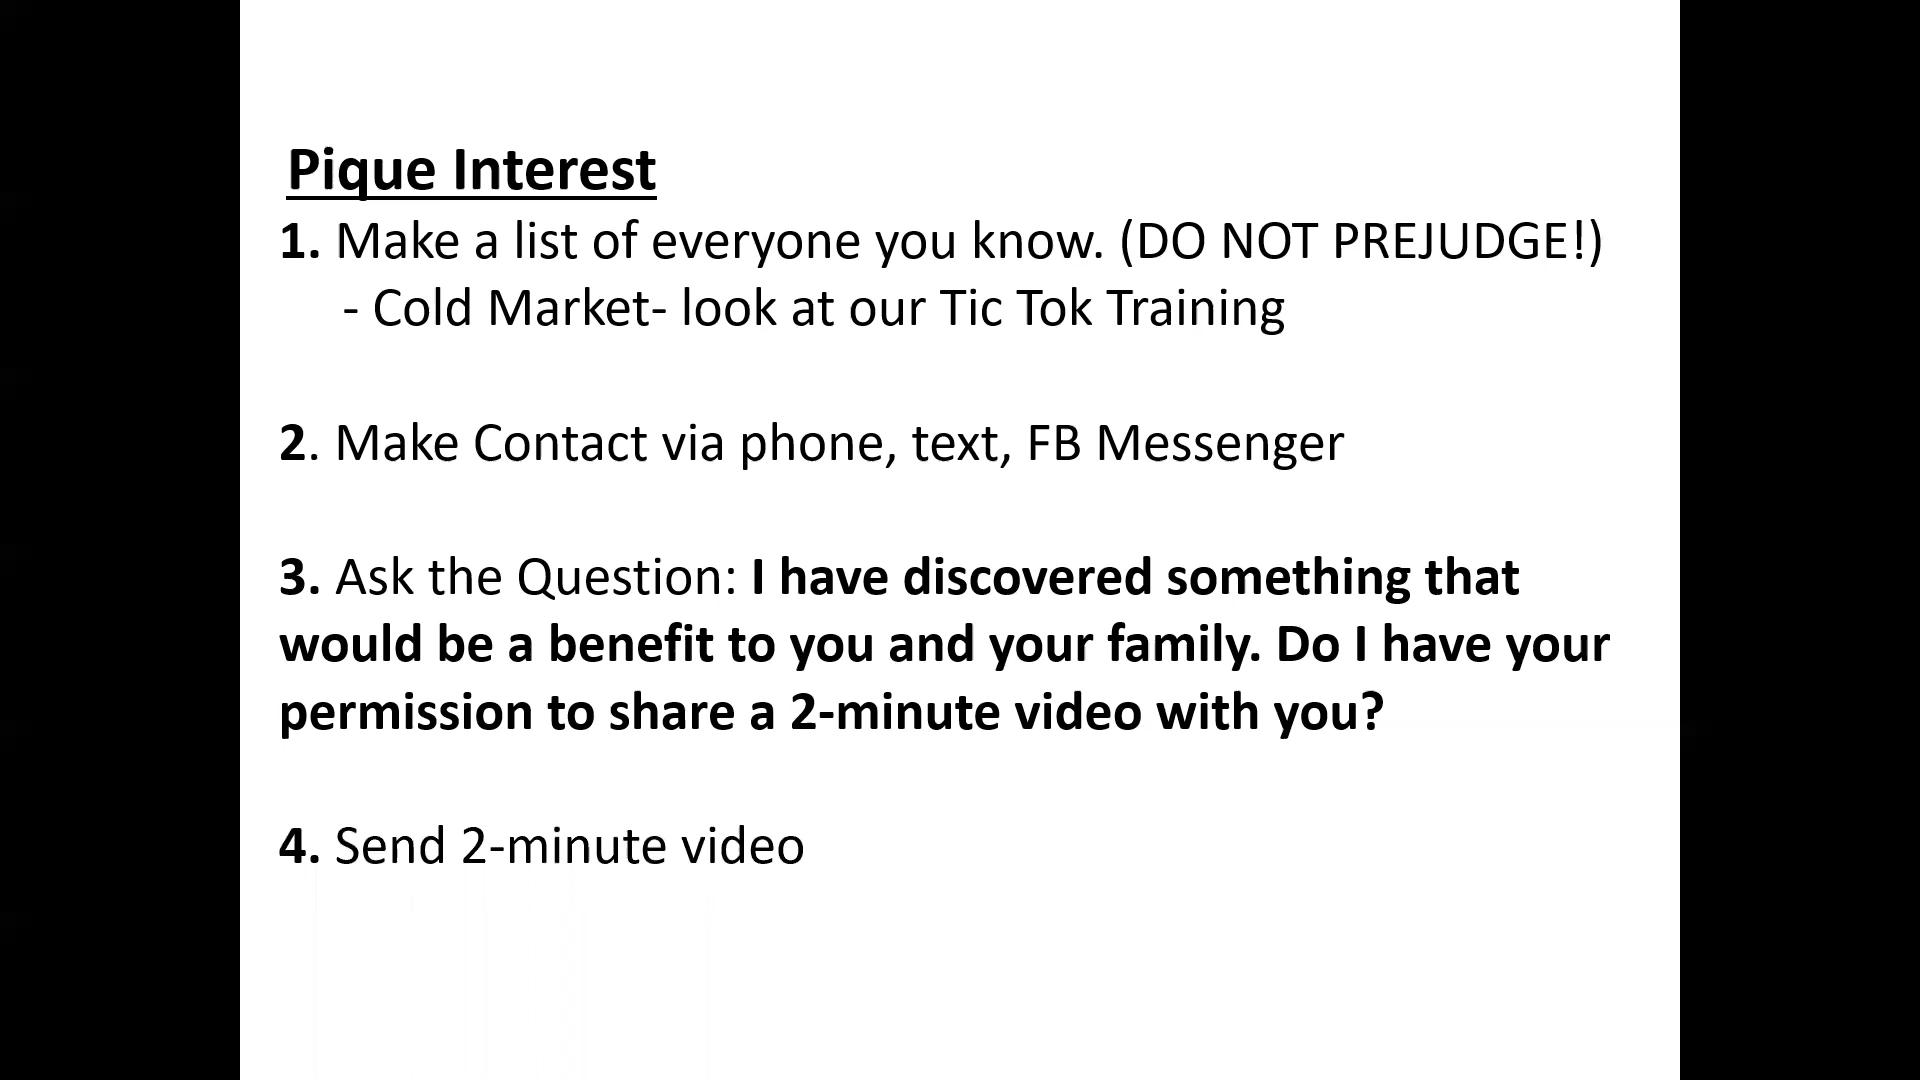 Pique Interest
1. Make a list of everyone you know. (DO NOT PREJUDGE!)
- Cold Market- look at our Tic Tok Training
2. Make Contact via phone, text, FB Messenger
3. Ask the Question: I have discovered something that
would be a benefit to you and your family. Do I have your
permission to share a 2-minute video with you?
4. Send 2-minute video